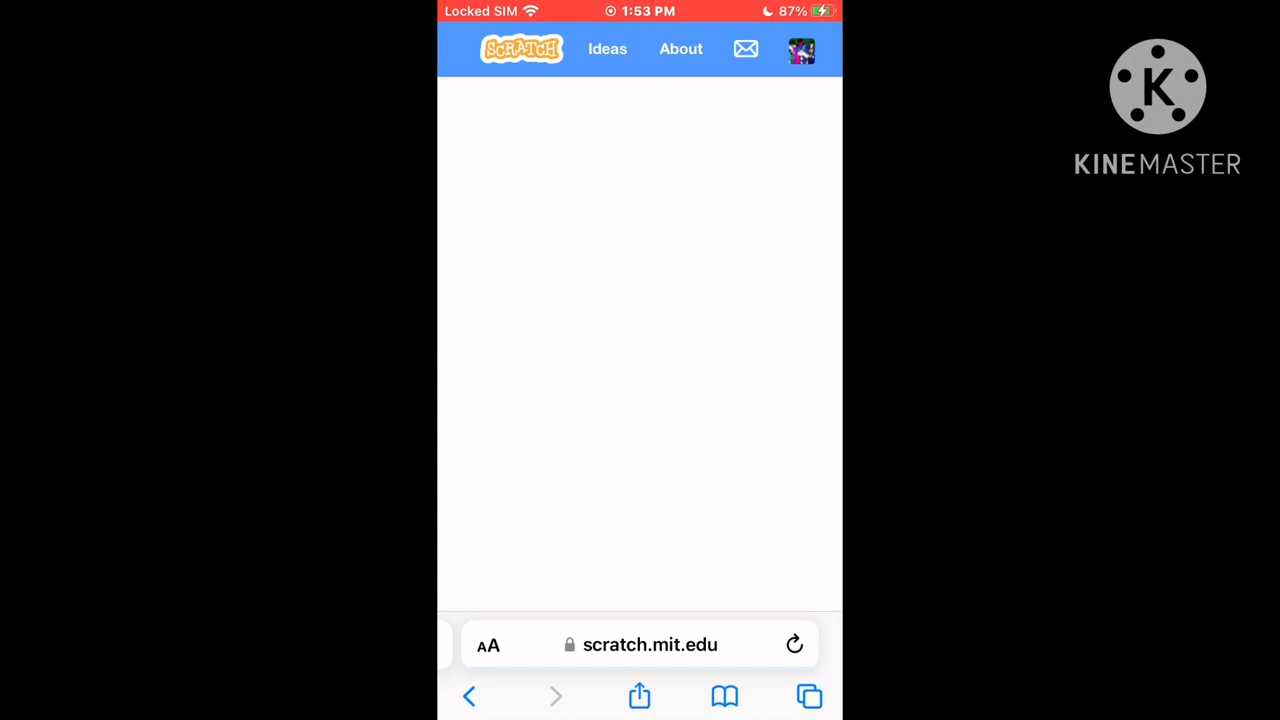 Locked SIM 1:53 PM 87%
SCRATCH Ideas About
K
KINEMASTER
AA scratch.mit.edu